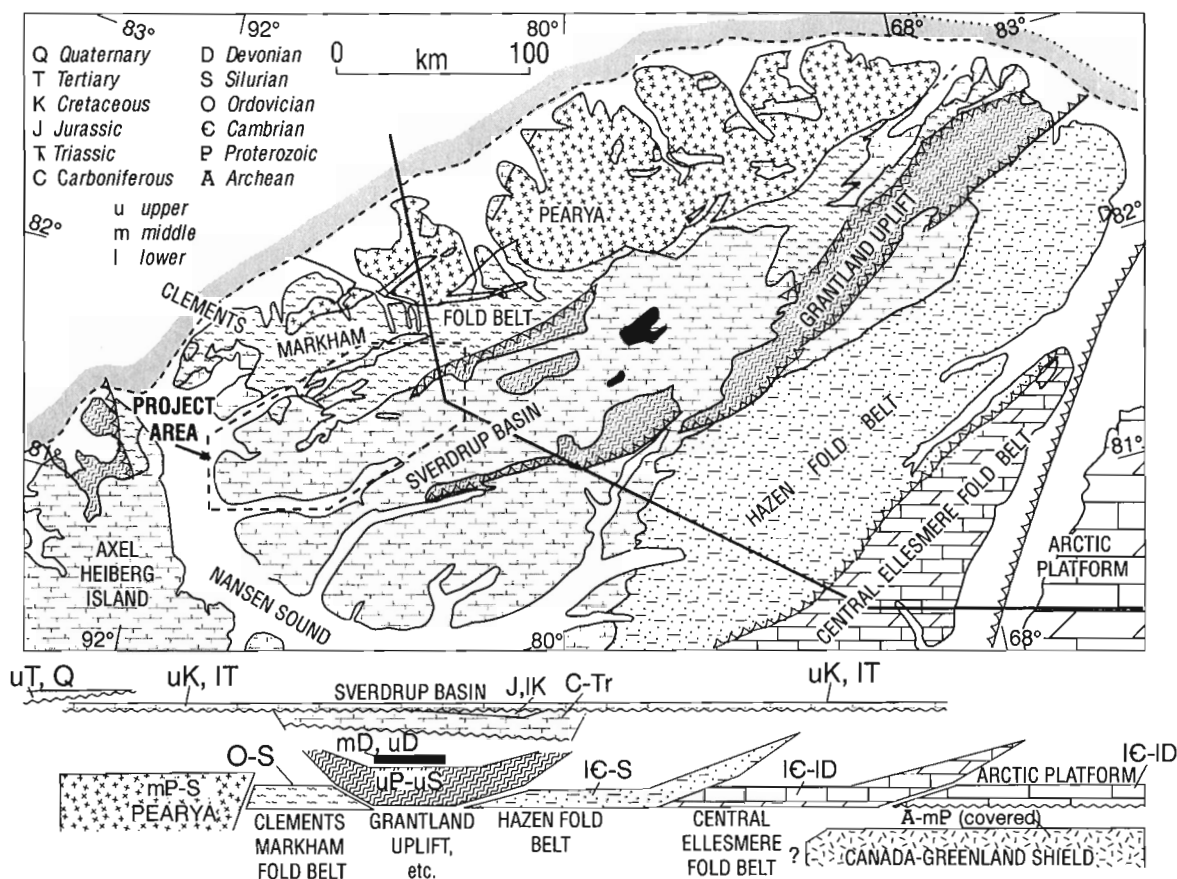 83°
92°
80°
68°
83°
Q Quaternary
T Tertiary
K Cretaceous
J Jurassic
Ꞣ Triassic
C Carboniferous
D Devonian
S Silurian
O Ordovician
Є Cambrian
P Proterozoic
A Archean
u upper
m middle
l lower
0 km 100
82°
82°
PEARYA
GRANTLAND UPLIFT
CLEMENTS
MARKHAM
FOLD BELT
PROJECT
AREA
81°
81°
SVERDRUP BASIN
HAZEN FOLD BELT
CENTRAL ELLESMERE FOLD BELT
ARCTIC
PLATFORM
AXEL
HEIBERG
ISLAND
NANSEN SOUND
92°
80°
68°
uT, Q
uK, lT
SVERDRUP BASIN
J,lK
C-Tr
uK, lT
mD, uD
O-S
uP-uS
lЄ-S
lЄ-lD
lЄ-lD
mP-S
PEARYA
ARCTIC PLATFORM
CLEMENTS
MARKHAM
FOLD BELT
GRANTLAND
UPLIFT,
etc.
HAZEN FOLD
BELT
CENTRAL
ELLESMERE
FOLD BELT
?
A-mP (covered)
CANADA-GREENLAND SHIELD